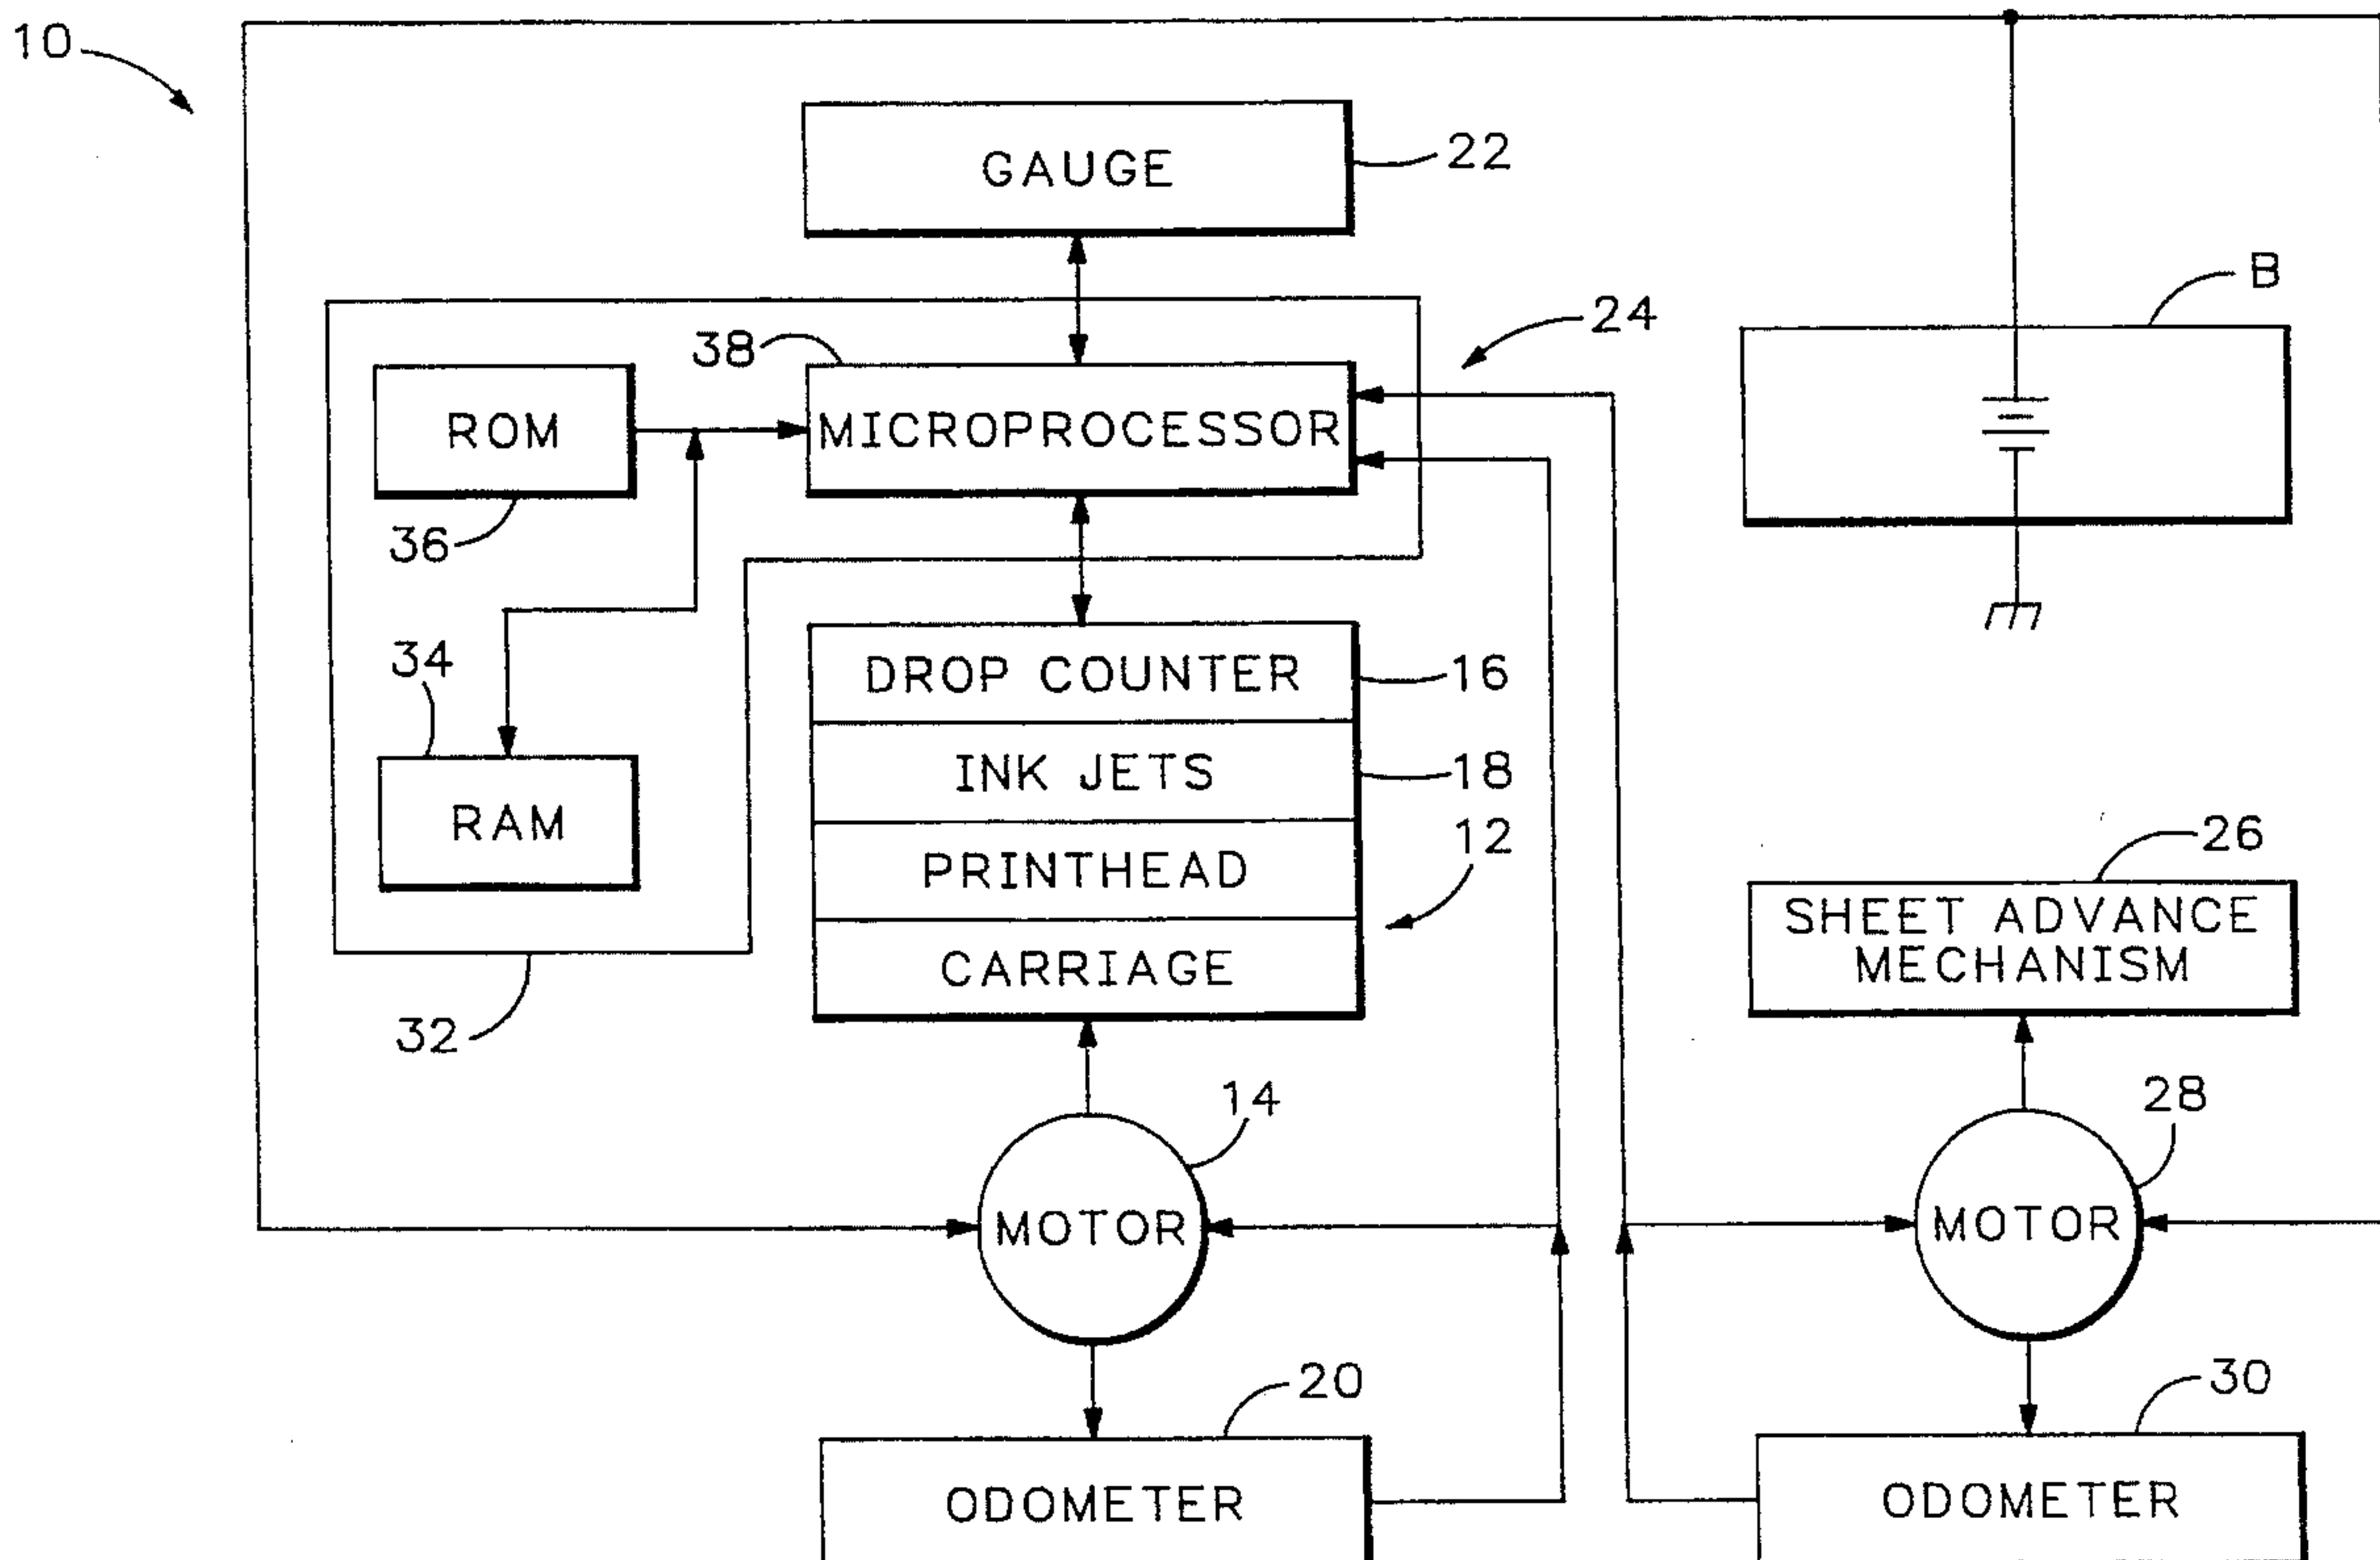 10
GAUGE
22
B
24
38
ROM
MICROPROCESSOR
36
34
DROP COUNTER
16
INK JETS
18
RAM
PRINTHEAD
12
26
SHEET ADVANCE
MECHANISM
CARRIAGE
32
14
28
MOTOR
MOTOR
20
30
ODOMETER
ODOMETER